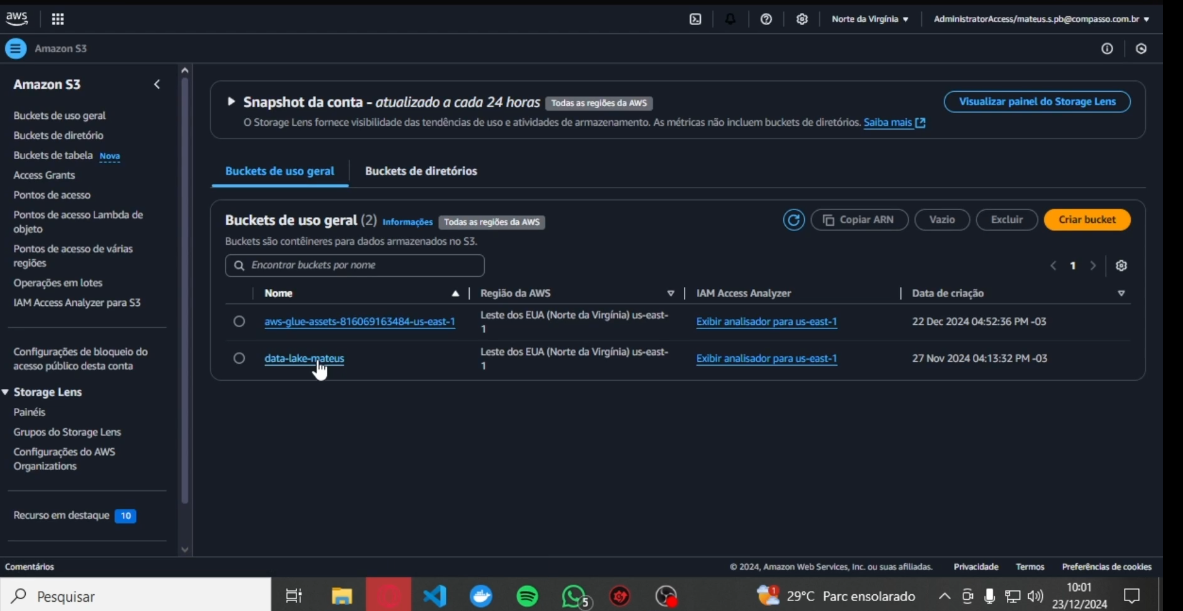 aws
Norte da Virgínia
AdministratorAccess/mateus.s.pb@compasso.com.br
Amazon S3
Amazon S3
Buckets de uso geral
Buckets de diretório
Buckets de tabela Nova
Access Grants
Pontos de acesso
Pontos de acesso Lambda de
objeto
Pontos de acesso de várias
regiões
Operações em lotes
IAM Access Analyzer para S3
Configurações de bloqueio do
acesso público desta conta
Storage Lens
Painéis
Grupos do Storage Lens
Configurações do AWS
Organizations
Recurso em destaque 10
Snapshot da conta - atualizado a cada 24 horas Todas as regiões da AWS
Visualizar painel do Storage Lens
O Storage Lens fornece visibilidade das tendências de uso e atividades de armazenamento. As métricas não incluem buckets de diretórios. Saiba mais
Buckets de uso geral
Buckets de diretórios
Buckets de uso geral (2) Informações Todas as regiões da AWS
Copiar ARN
Vazio
Excluir
Criar bucket
Buckets são contêineres para dados armazenados no S3.
Encontrar buckets por nome
1
Nome
Região da AWS
IAM Access Analyzer
Data de criação
aws-glue-assets-816069163484-us-east-1
Leste dos EUA (Norte da Virgínia) us-east-
1
Exibir analisador para us-east-1
22 Dec 2024 04:52:36 PM -03
data-lake-mateus
Leste dos EUA (Norte da Virgínia) us-east-
1
Exibir analisador para us-east-1
27 Nov 2024 04:13:32 PM -03
Comentários
© 2024, Amazon Web Services, Inc. ou suas afiliadas.
Privacidade
Termos
Preferências de cookies
Pesquisar
5
29°C Parc ensolarado
10:01
23/12/2024